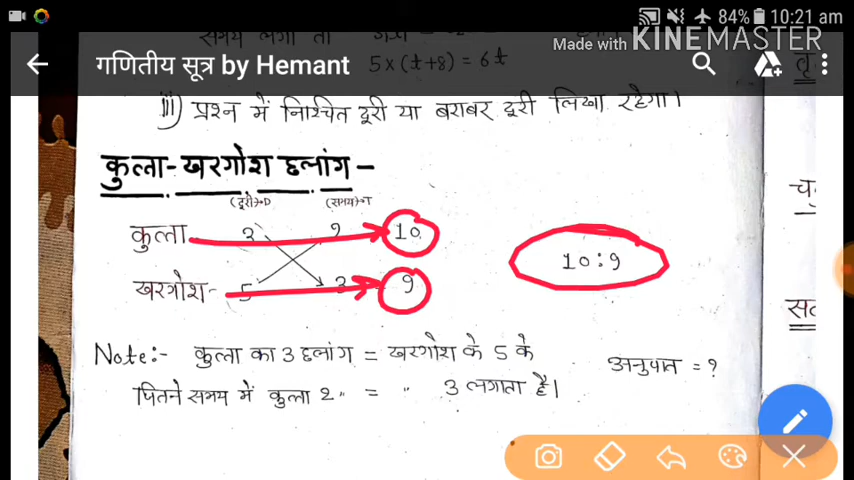 84% 10:21 am
समय लगा तो
Made with KINEMASTER
गणितीय सूत्र by Hemant
5 x (t+8) = 6t
iii) प्रश्न में निश्चित दूरी या बराबर दूरी लिखा रहेगा।
कुत्ता-खरगोश छलांग-
(दूरी)→D (समय)→T
कुत्ता 3 2 10
10:9
खरगोश- 5 3 9
Note:- कुत्ता का 3 छलांग = खरगोश के 5 के
अनुपात = ?
जितने समय में कुत्ता 2 " = " 3 लगाता है।